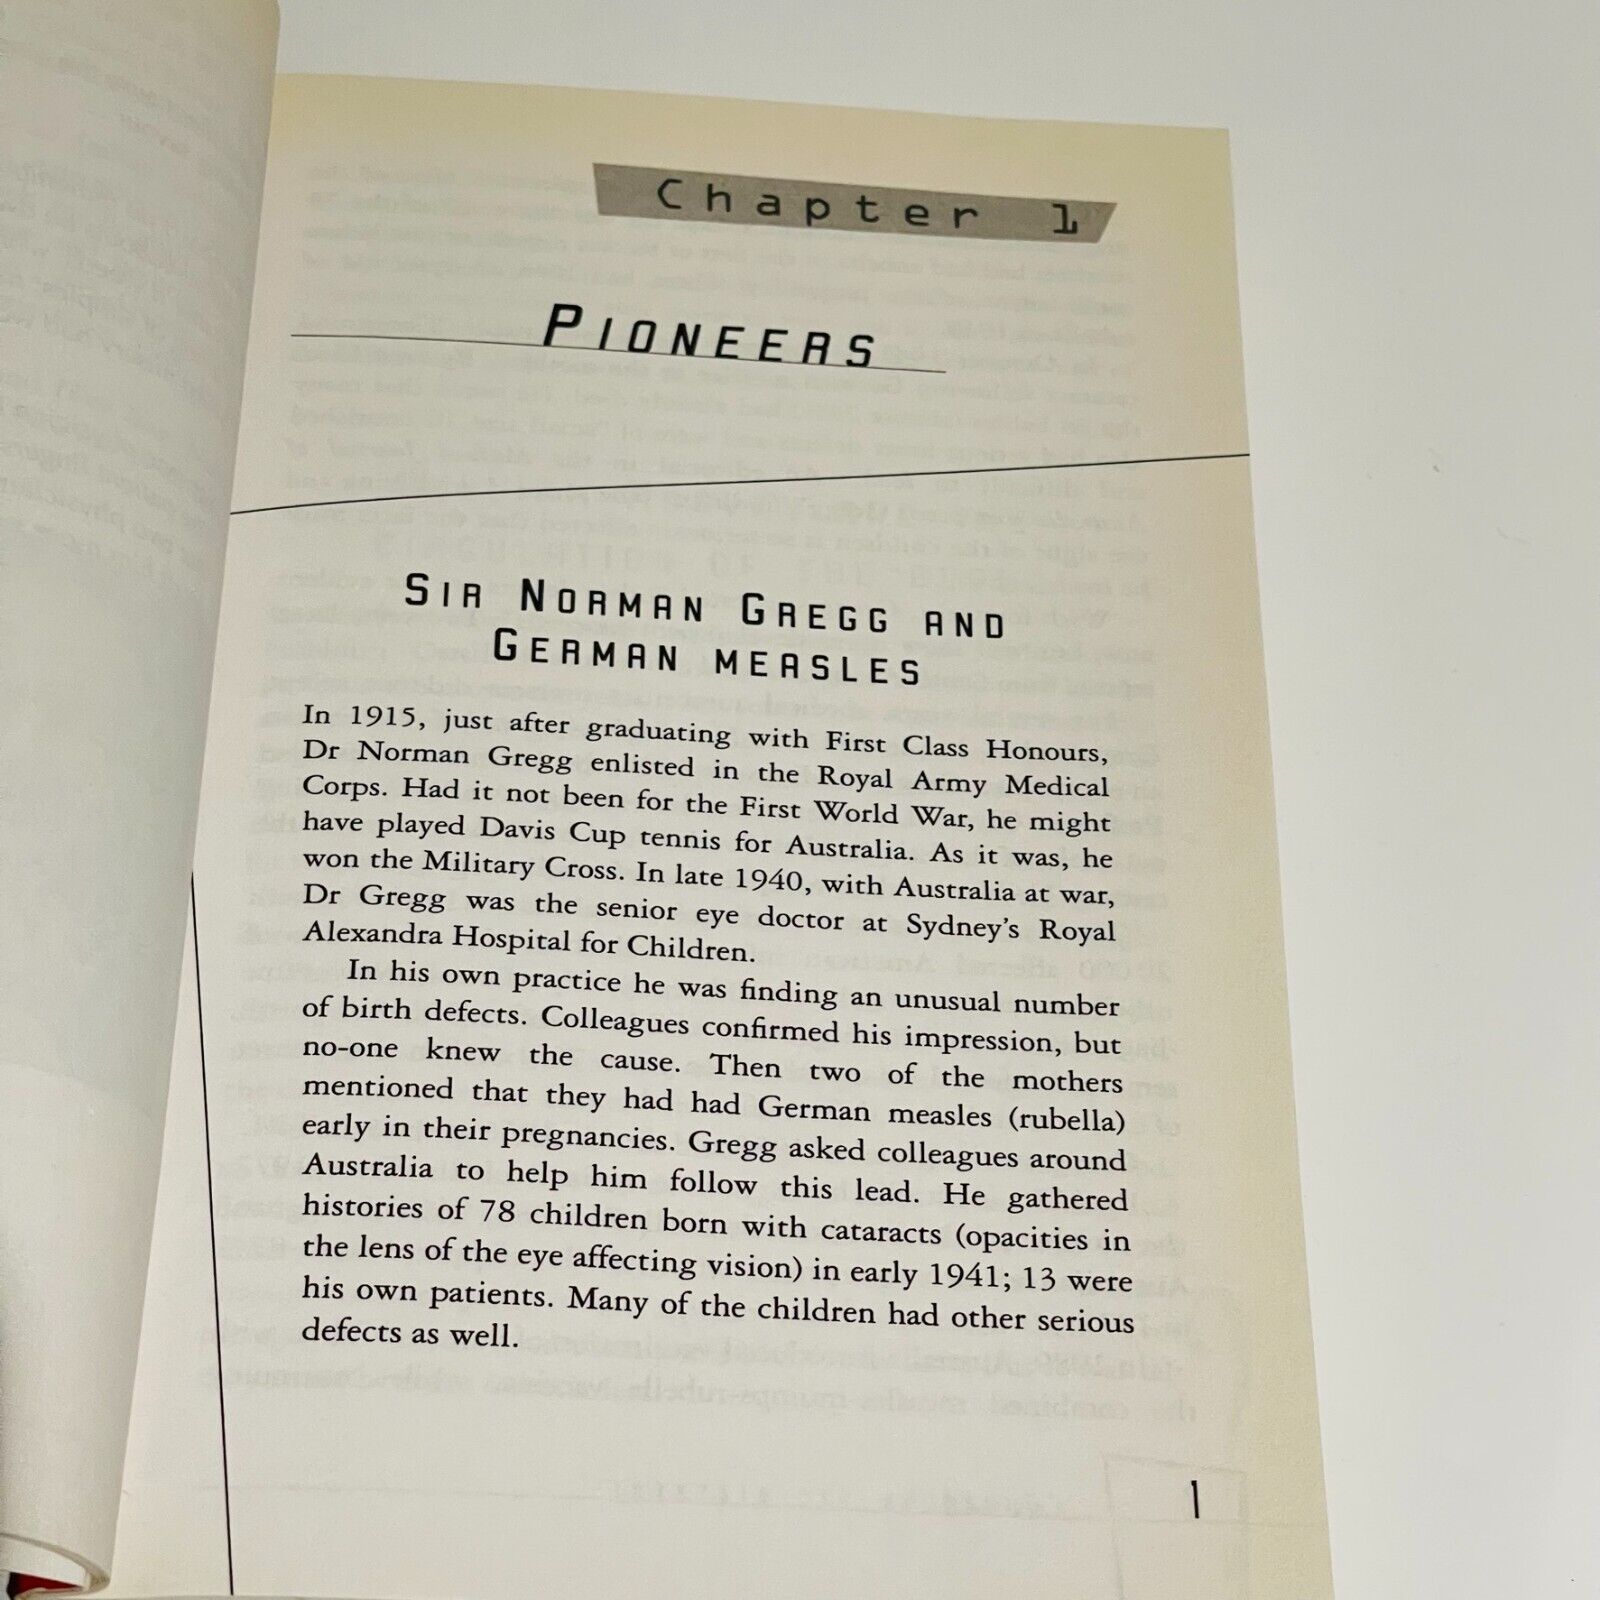 Chapter 1
PIONEERS
SIR NORMAN GREGG AND
GERMAN MEASLES
In 1915, just after graduating with First Class Honours,
Dr Norman Gregg enlisted in the Royal Army Medical
Corps. Had it not been for the First World War, he might
have played Davis Cup tennis for Australia. As it was, he
won the Military Cross. In late 1940, with Australia at war,
Dr Gregg was the senior eye doctor at Sydney's Royal
Alexandra Hospital for Children.
In his own practice he was finding an unusual number
of birth defects. Colleagues confirmed his impression, but
no-one knew the cause. Then two of the mothers
mentioned that they had had German measles (rubella)
early in their pregnancies. Gregg asked colleagues around
Australia to help him follow this lead. He gathered
histories of 78 children born with cataracts (opacities in
the lens of the eye affecting vision) in early 1941; 13 were
his own patients. Many of the children had other serious
defects as well.
1